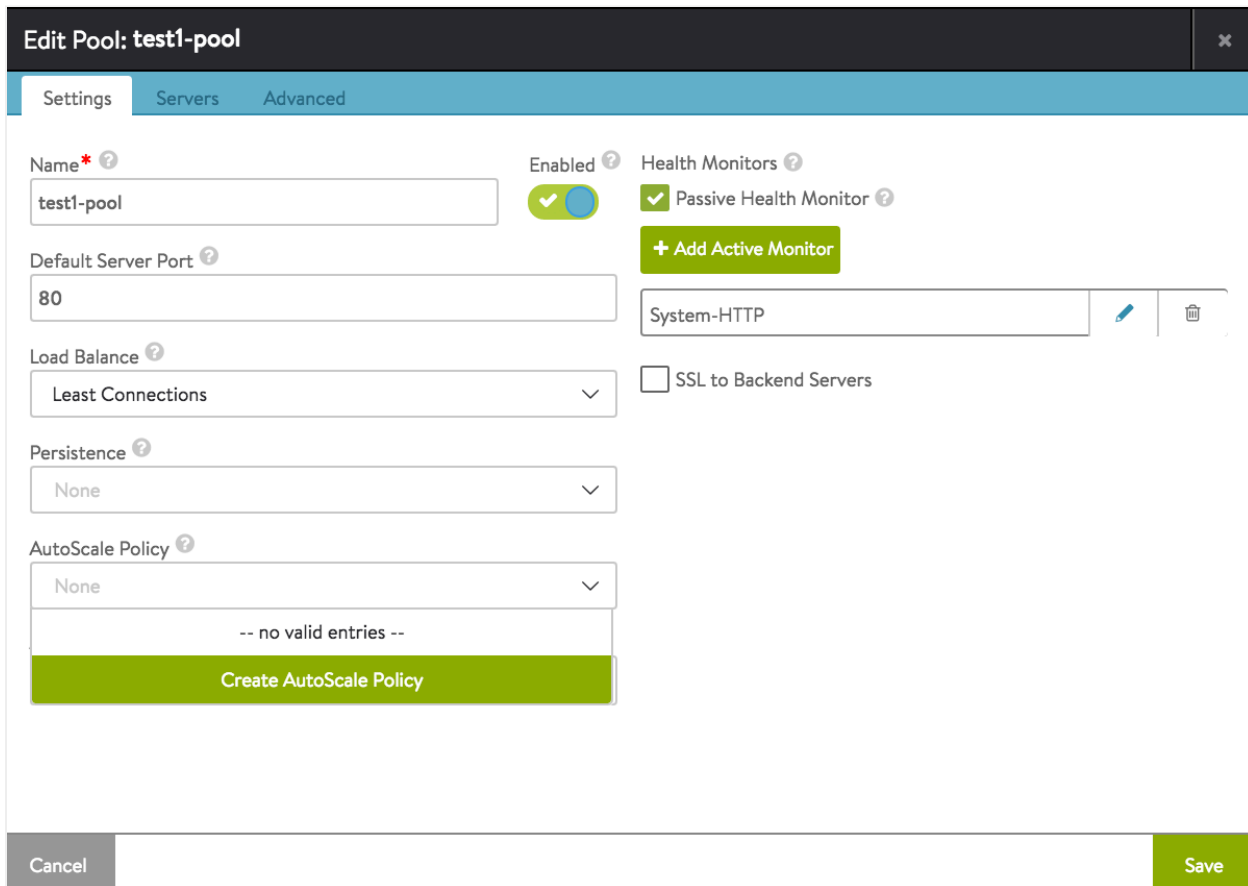 Edit Pool: test1-pool
Settings Servers Advanced
Name* ?
test1-pool
Enabled ?
Default Server Port ?
80
Load Balance ?
Least Connections
Persistence ?
None
AutoScale Policy ?
None
-- no valid entries --
Create AutoScale Policy
Health Monitors ?
Passive Health Monitor ?
+ Add Active Monitor
System-HTTP
SSL to Backend Servers
Cancel
Save